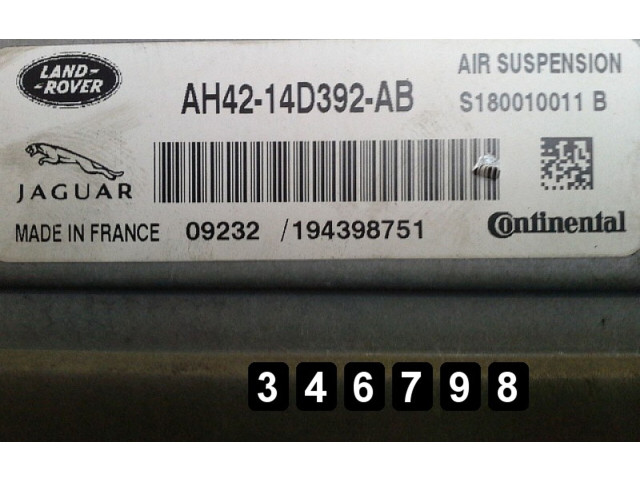 LAND-
-ROVER
AIR SUSPENSION
AH42-14D392-AB
S180010011 B
JAGUAR
MADE IN FRANCE 09232 /194398751
Continental
346798